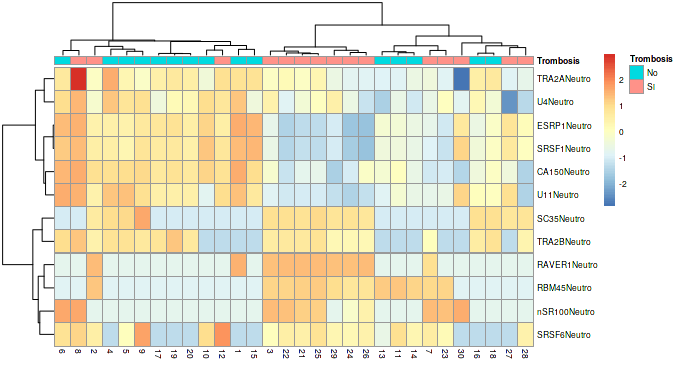 Trombosis
TRA2ANeutro
U4Neutro
ESRP1Neutro
SRSF1Neutro
CA150Neutro
U11Neutro
SC35Neutro
TRA2BNeutro
RAVER1Neutro
RBM45Neutro
nSR100Neutro
SRSF6Neutro
6 8 2 4 5 9 17 19 20 10 12 1 15 3 22 21 25 29 24 26 13 11 14 7 23 30 16 18 27 28
2
1
0
-1
-2
Trombosis
No
SI